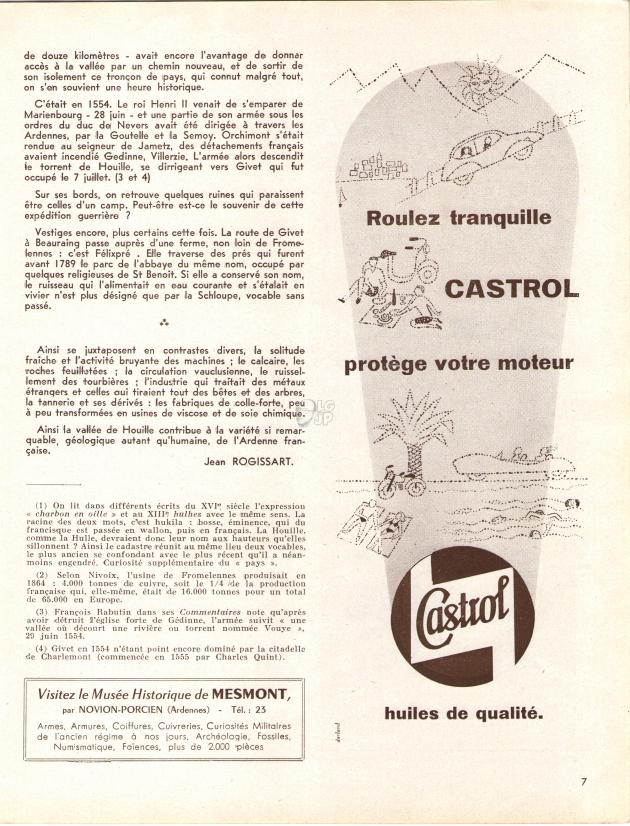 de douze kilomètres - avait encore l'avantage de donner
accès à la vallée par un chemin nouveau, et de sortir de
son isolement ce tronçon de pays, qui connut malgré tout,
on s'en souvient une heure historique.
C'était en 1554. Le roi Henri II venait de s'emparer de
Marienbourg - 28 juin - et une partie de son armée sous les
ordres du duc de Nevers avait été dirigée à travers les
Ardennes, par la Goutelle et la Semoy. Orchimont s'était
rendue au seigneur de Jametz, des détachements français
avaient incendié Gedinne, Villerzie. L'armée alors descendit
le torrent de Houille, se dirrigeant vers Givet qui fut
occupé le 7 juillet. (3 et 4)
Sur ses bords, on retrouve quelques ruines qui paraissent
être celles d'un camp. Peut-être est-ce le souvenir de cette
expédition guerrière ?
Vestiges encore, plus certains cette fois. La route de Givet
à Beauraing passe auprès d'une ferme, non loin de Frome-
lennes : c'est Félixpré . Elle traverse des prés qui furent
avant 1789 le parc de l'abbaye du même nom, occupé par
quelques religieuses de St Benoit. Si elle a conservé son nom,
le ruisseau qui l'alimentait en eau courante et s'étalait en
vivier n'est plus désigné que par la Schloupe, vocable sans
passé.
Ainsi se juxtaposent en contrastes divers, la solitude
fraîche et l'activité bruyante des machines ; le calcaire, les
roches feuilletées ; la circulation vauclusienne, le ruissel-
lement des tourbières ; l'industrie qui traîtait des métaux
étrangers et celles qui tiraient tout des bêtes et des arbres,
la tannerie et ses dérivés : les fabriques de colle-forte, peu
à peu transformées en usines de viscose et de soie chimique.
Ainsi la vallée de Houille contribue à la variété si remar-
quable, géologique autant qu'humaine, de l'Ardenne fran-
çaise.
Jean ROGISSART.
(1) On lit dans différents écrits du XVIe siècle l'expression
« charbon en oille » et au XIIIe hulhes avec le même sens. La
racine des deux mots, c'est hukila : bosse, éminence, qui du
francisque est passée en wallon, puis en français. La Houille,
comme la Hulle, devraient donc leur nom aux hauteurs qu'elles
sillonnent ? Ainsi le cadastre réunit au même lieu deux vocables,
le plus ancien se confondant avec le plus récent qu'il a néan-
moins engendré. Curiosité supplémentaire du « pays ».
(2) Selon Nivoix, l'usine de Fromelennes produisait en
1864 : 4.000 tonnes de cuivre, soit le 1/4 de la production
française qui, elle-même, était de 16.000 tonnes pour un total
de 65.000 en Europe.
(3) François Rabutin dans ses Commentaires note qu'après
avoir détruit l'église forte de Gédinne, l'armée suivit « une
vallée où décourt une rivière ou torrent nommée Vouye »,
29 juin 1554.
(4) Givet en 1554 n'étant point encore dominé par la citadelle
de Charlemont (commencée en 1555 par Charles Quint).
Visitez le Musée Historique de MESMONT,
par NOVION-PORCIEN (Ardennes) - Tél. : 23
Armes, Armures, Coiffures, Cuivreries, Curiosités Militaires
de l'ancien régime à nos jours, Archéologie, Fossiles,
Numismatique, Faïences, plus de 2.000 pièces
Roulez tranquille
CASTROL
protège votre moteur
Castrol
huiles de qualité.
7